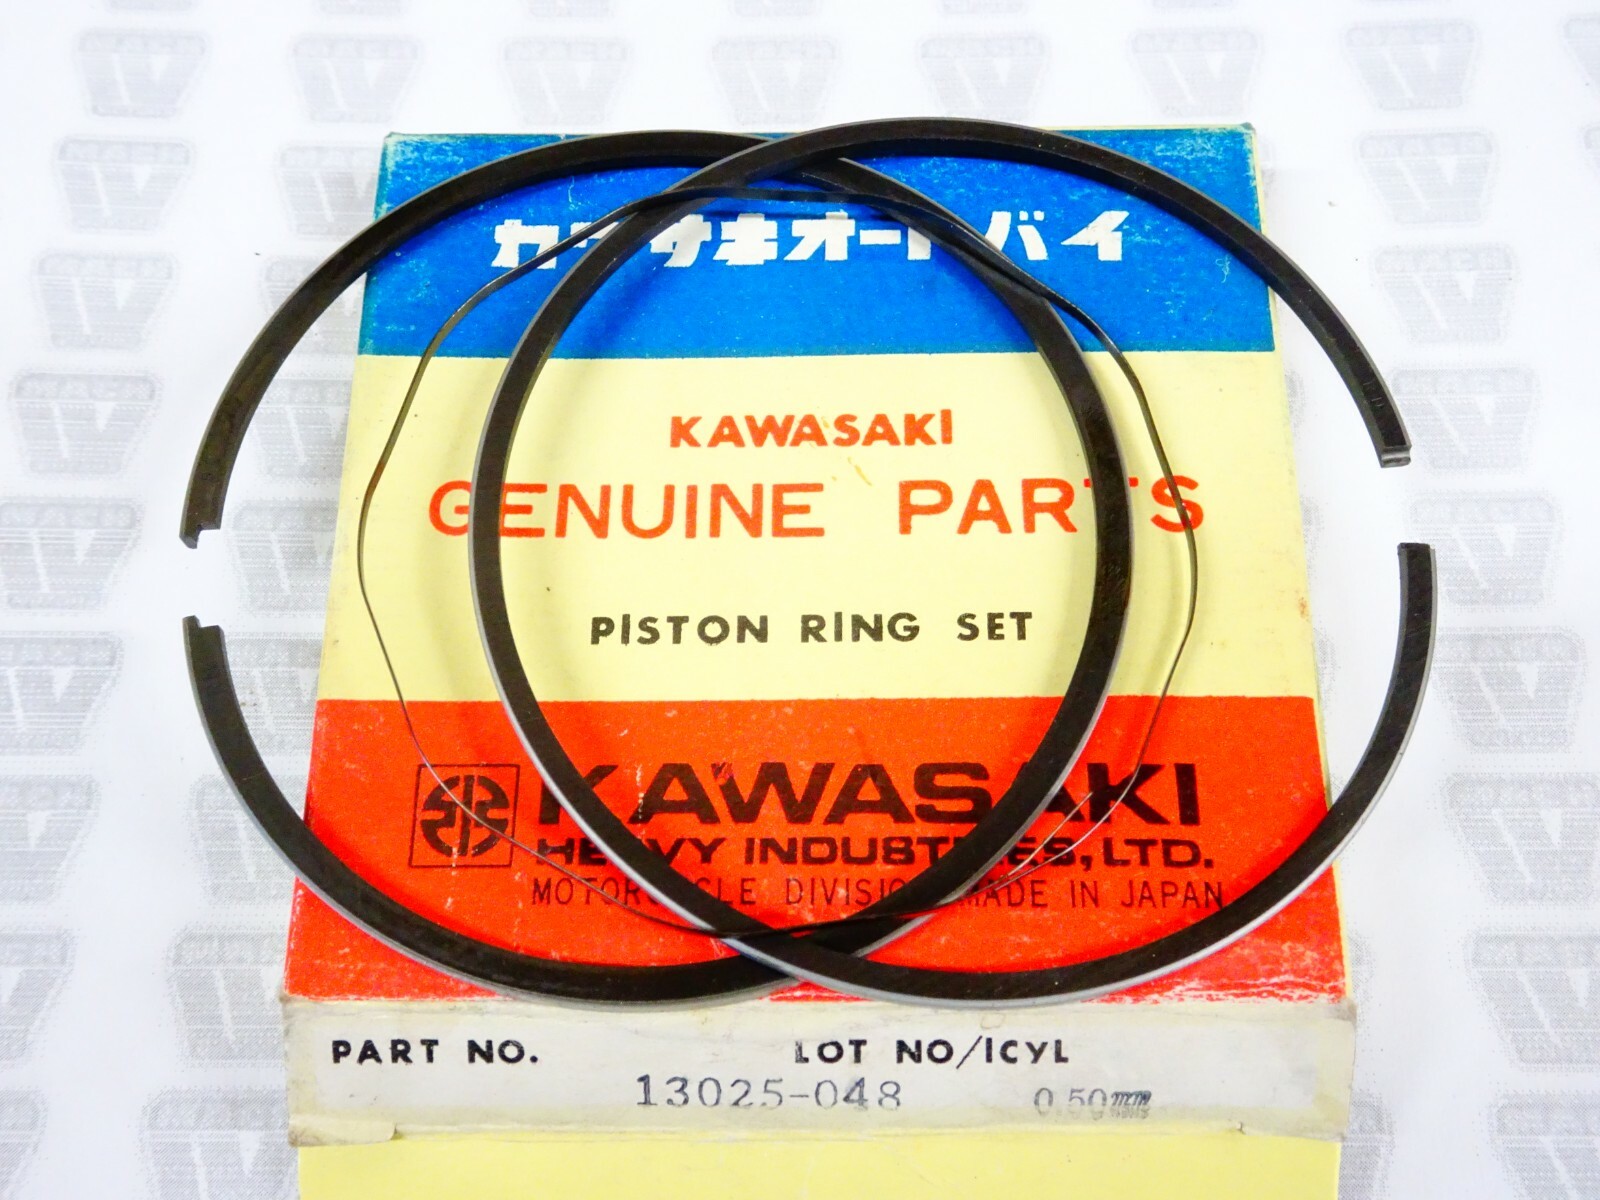 カワサキオートバイ
KAWASAKI
GENUINE PARTS
PISTON RING SET
KAWASAKI
HEAVY INDUSTRIES, LTD.
MOTORCYCLE DIVISION MADE IN JAPAN
PART NO. LOT NO/1CYL
13025-048 0.50mm